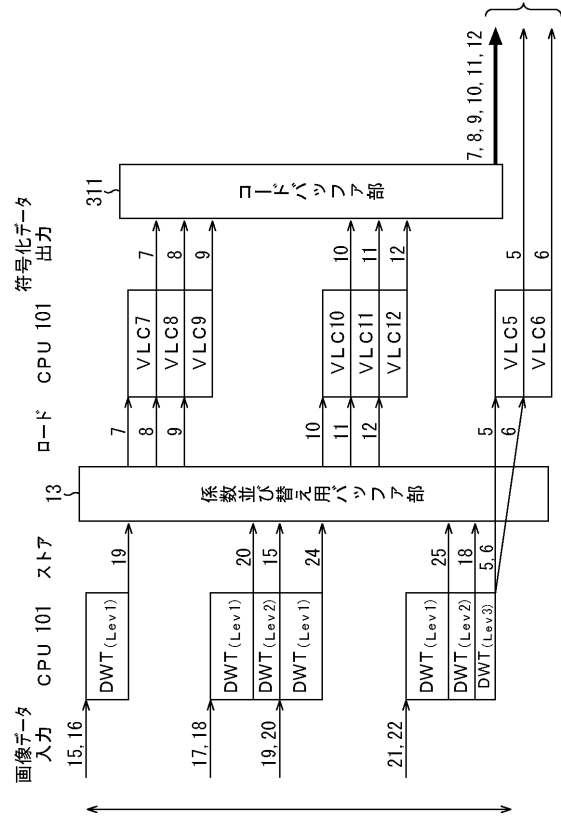 画像データ
入力
CPU 101
ストア
ロード
CPU 101
符号化データ
出力
15, 16
DWT(Lev1)
19
17, 18
DWT(Lev1)
20
DWT(Lev2)
15
19, 20
DWT(Lev1)
24
21, 22
DWT(Lev1)
25
DWT(Lev2)
18
DWT(Lev3)
5, 6
13
係数並び替え用バッファ部
7
8
9
10
11
12
5
6
VLC7
VLC8
VLC9
VLC10
VLC11
VLC12
VLC5
VLC6
7
8
9
10
11
12
5
6
311
コードバッファ部
7, 8, 9, 10, 11, 12